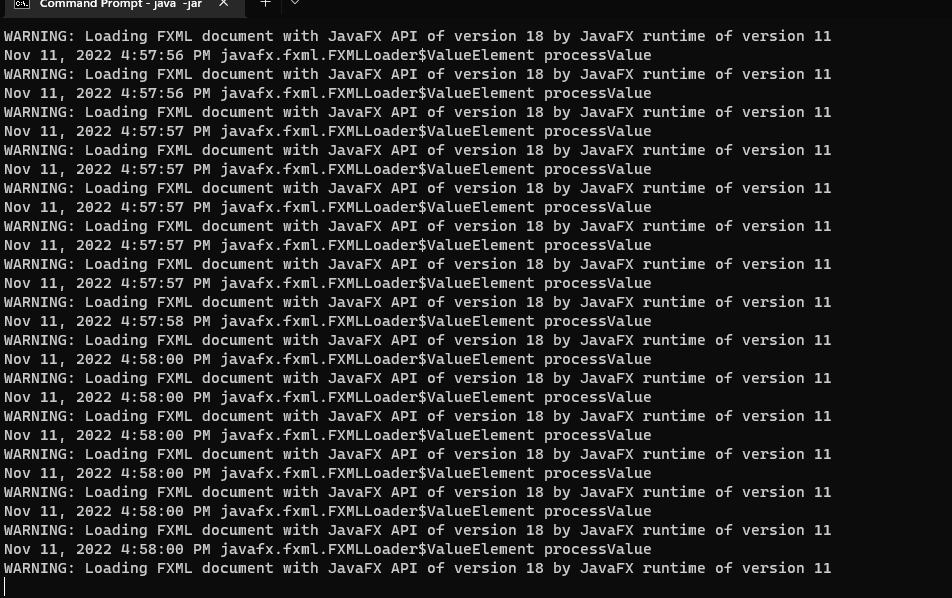 Command Prompt - java -jar
WARNING: Loading FXML document with JavaFX API of version 18 by JavaFX runtime of version 11
Nov 11, 2022 4:57:56 PM javafx.fxml.FXMLLoader$ValueElement processValue
WARNING: Loading FXML document with JavaFX API of version 18 by JavaFX runtime of version 11
Nov 11, 2022 4:57:56 PM javafx.fxml.FXMLLoader$ValueElement processValue
WARNING: Loading FXML document with JavaFX API of version 18 by JavaFX runtime of version 11
Nov 11, 2022 4:57:57 PM javafx.fxml.FXMLLoader$ValueElement processValue
WARNING: Loading FXML document with JavaFX API of version 18 by JavaFX runtime of version 11
Nov 11, 2022 4:57:57 PM javafx.fxml.FXMLLoader$ValueElement processValue
WARNING: Loading FXML document with JavaFX API of version 18 by JavaFX runtime of version 11
Nov 11, 2022 4:57:57 PM javafx.fxml.FXMLLoader$ValueElement processValue
WARNING: Loading FXML document with JavaFX API of version 18 by JavaFX runtime of version 11
Nov 11, 2022 4:57:57 PM javafx.fxml.FXMLLoader$ValueElement processValue
WARNING: Loading FXML document with JavaFX API of version 18 by JavaFX runtime of version 11
Nov 11, 2022 4:57:57 PM javafx.fxml.FXMLLoader$ValueElement processValue
WARNING: Loading FXML document with JavaFX API of version 18 by JavaFX runtime of version 11
Nov 11, 2022 4:57:58 PM javafx.fxml.FXMLLoader$ValueElement processValue
WARNING: Loading FXML document with JavaFX API of version 18 by JavaFX runtime of version 11
Nov 11, 2022 4:58:00 PM javafx.fxml.FXMLLoader$ValueElement processValue
WARNING: Loading FXML document with JavaFX API of version 18 by JavaFX runtime of version 11
Nov 11, 2022 4:58:00 PM javafx.fxml.FXMLLoader$ValueElement processValue
WARNING: Loading FXML document with JavaFX API of version 18 by JavaFX runtime of version 11
Nov 11, 2022 4:58:00 PM javafx.fxml.FXMLLoader$ValueElement processValue
WARNING: Loading FXML document with JavaFX API of version 18 by JavaFX runtime of version 11
Nov 11, 2022 4:58:00 PM javafx.fxml.FXMLLoader$ValueElement processValue
WARNING: Loading FXML document with JavaFX API of version 18 by JavaFX runtime of version 11
Nov 11, 2022 4:58:00 PM javafx.fxml.FXMLLoader$ValueElement processValue
WARNING: Loading FXML document with JavaFX API of version 18 by JavaFX runtime of version 11
Nov 11, 2022 4:58:00 PM javafx.fxml.FXMLLoader$ValueElement processValue
WARNING: Loading FXML document with JavaFX API of version 18 by JavaFX runtime of version 11